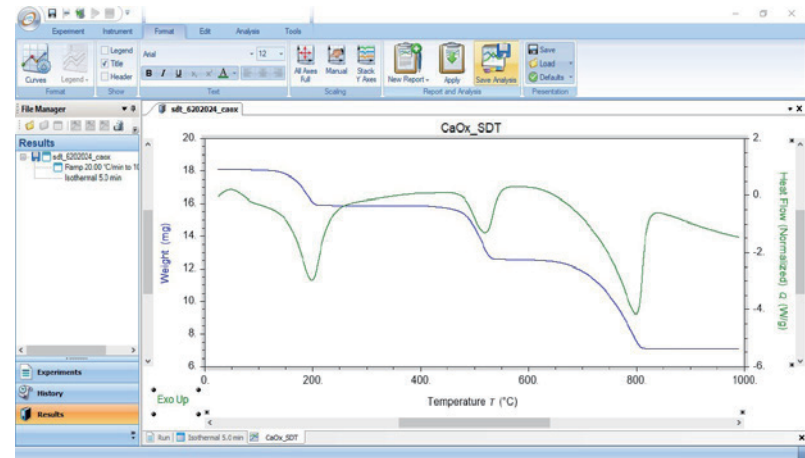 Experiment Instrument Format Edit Analysis Tools
Curves
Legend
Format
Legend
Title
Header
Show
Arial 12
B I U A
Text
All Axes Full
Manual
Stack Y Axes
Scaling
New Report
Apply
Save Analysis
Report and Analysis
Save
Load
Defaults
Presentation
File Manager
sdt_6202024_caox
Results
sdt_6202024_caox
Ramp 20.00 °C/min to 10
Isothermal 5.0 min
Experiments
History
Results
CaOx_SDT
20.
18.
16.
14.
12.
10.
8.
6.
Weight (mg)
2.
0.
-2.
-4.
-6.
Heat Flow (Normalized) Q (W/g)
0. 200. 400. 600. 800. 1000.
Exo Up
Temperature T (°C)
Run Isothermal 5.0 min CaOx_SDT